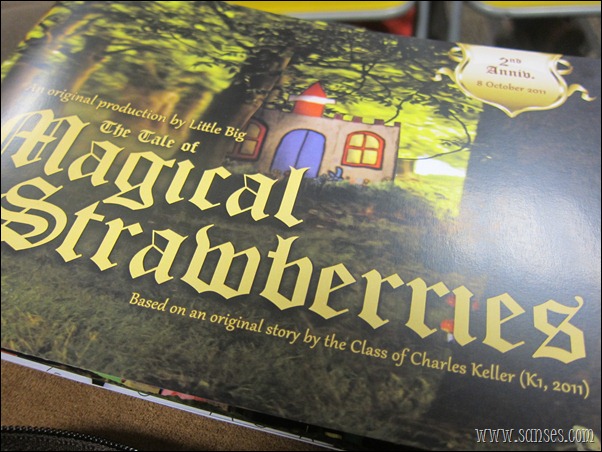 2nd
Anniv.
8 October 2011
An original production by Little Big
The Tale of
Magical
Strawberries
Based on an original story by the Class of Charles Keller (K1, 2011)
www.sanses.com